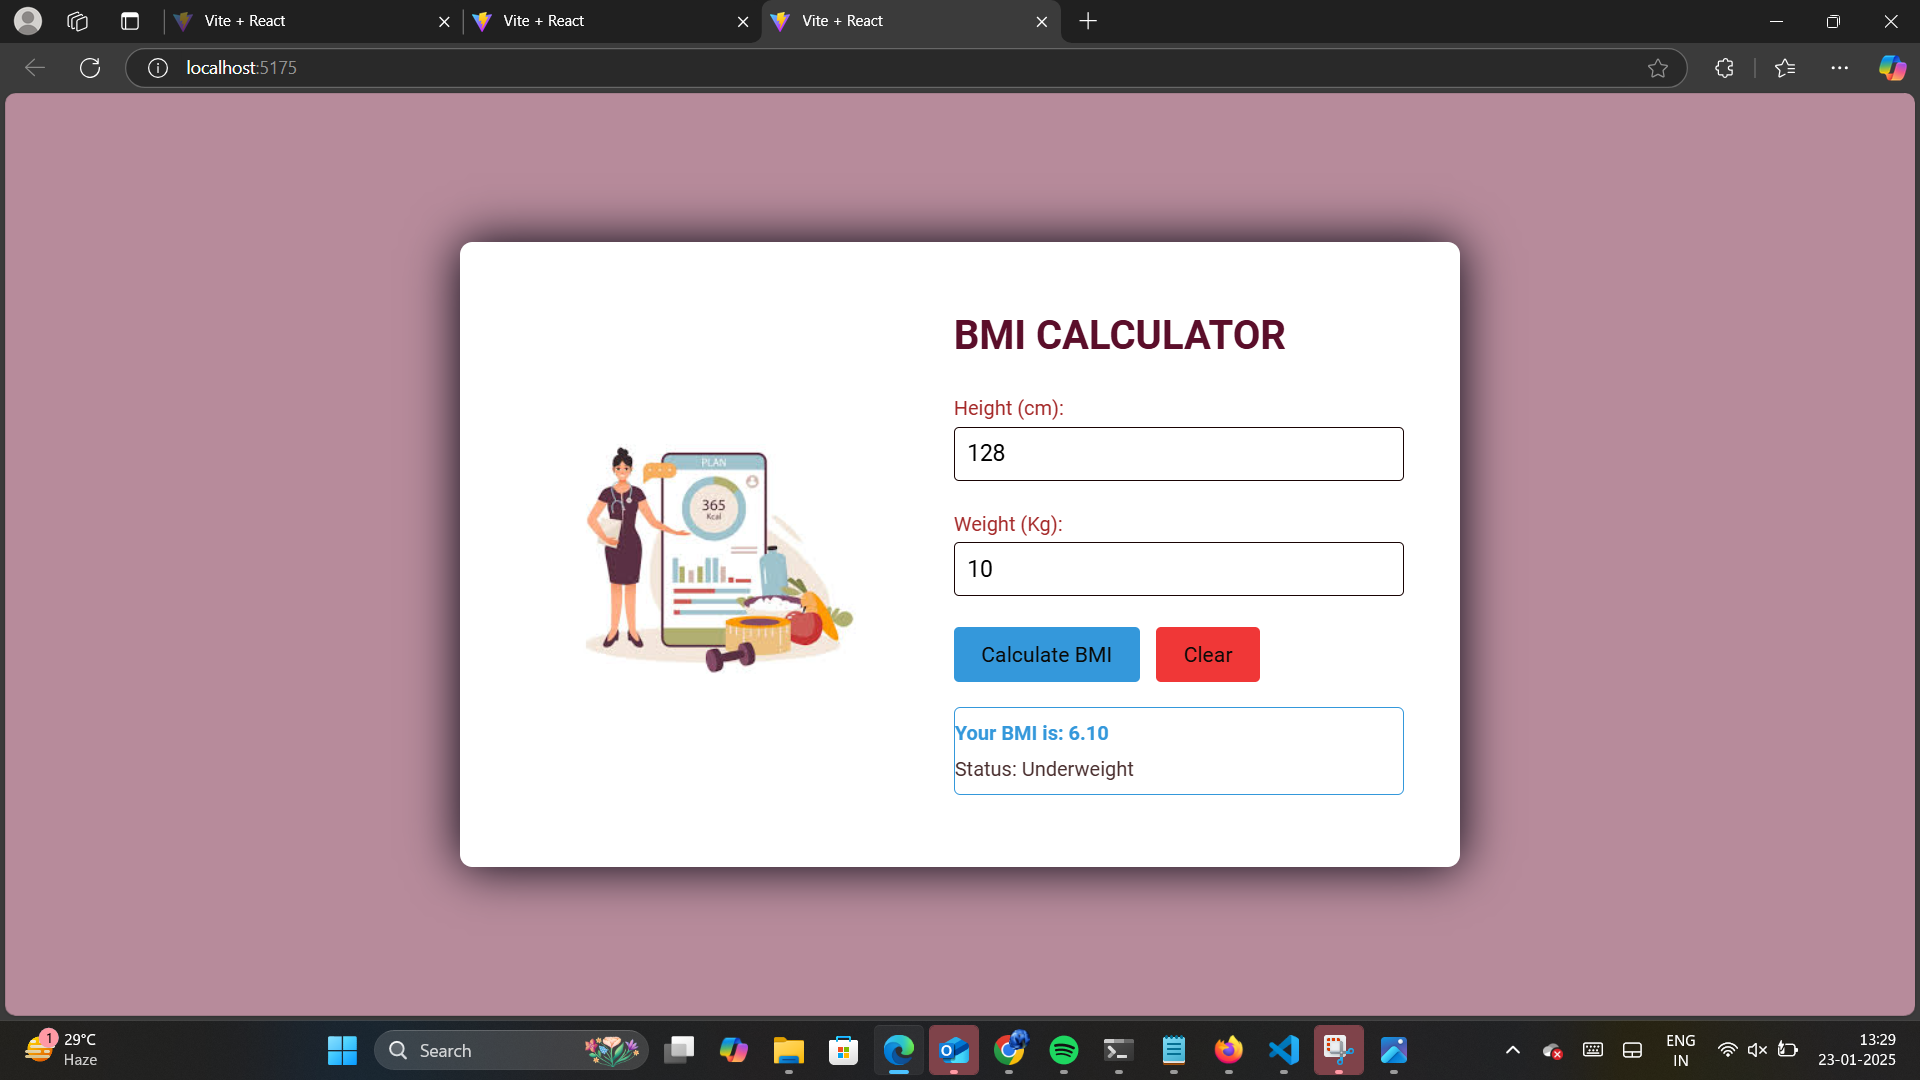 Vite + React
Vite + React
Vite + React
localhost:5175
BMI CALCULATOR
Height (cm):
128
Weight (Kg):
10
Calculate BMI
Clear
Your BMI is: 6.10
Status: Underweight
PLAN
365
Kcal
1
29°C
Haze
Search
ENG
IN
13:29
23-01-2025